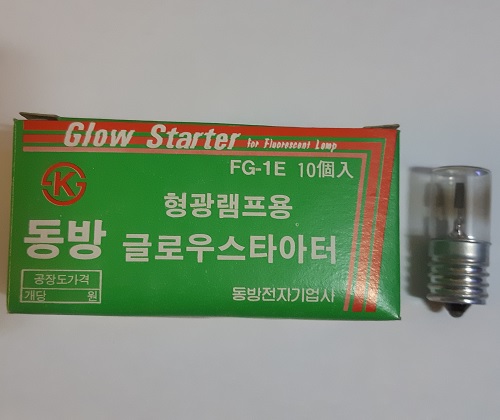 Glow Starter for Fluorescent Lamp
FG-1E 10個入
K
형광램프용
동방 글로우스타아터
공장도가격
개당 원
동방전자기업사